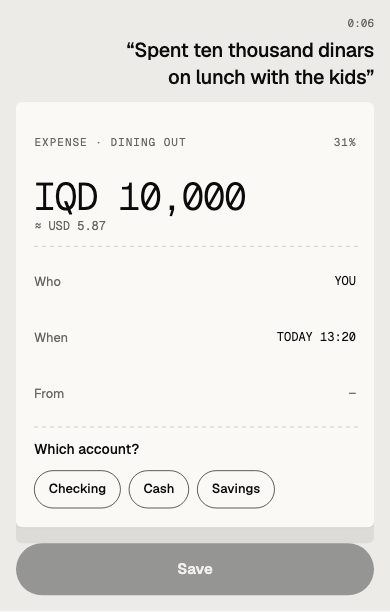 0:06
“Spent ten thousand dinars
on lunch with the kids”
EXPENSE · DINING OUT 31%
IQD 10,000
≈ USD 5.87
Who YOU
When TODAY 13:20
From —
Which account?
Checking Cash Savings
Save